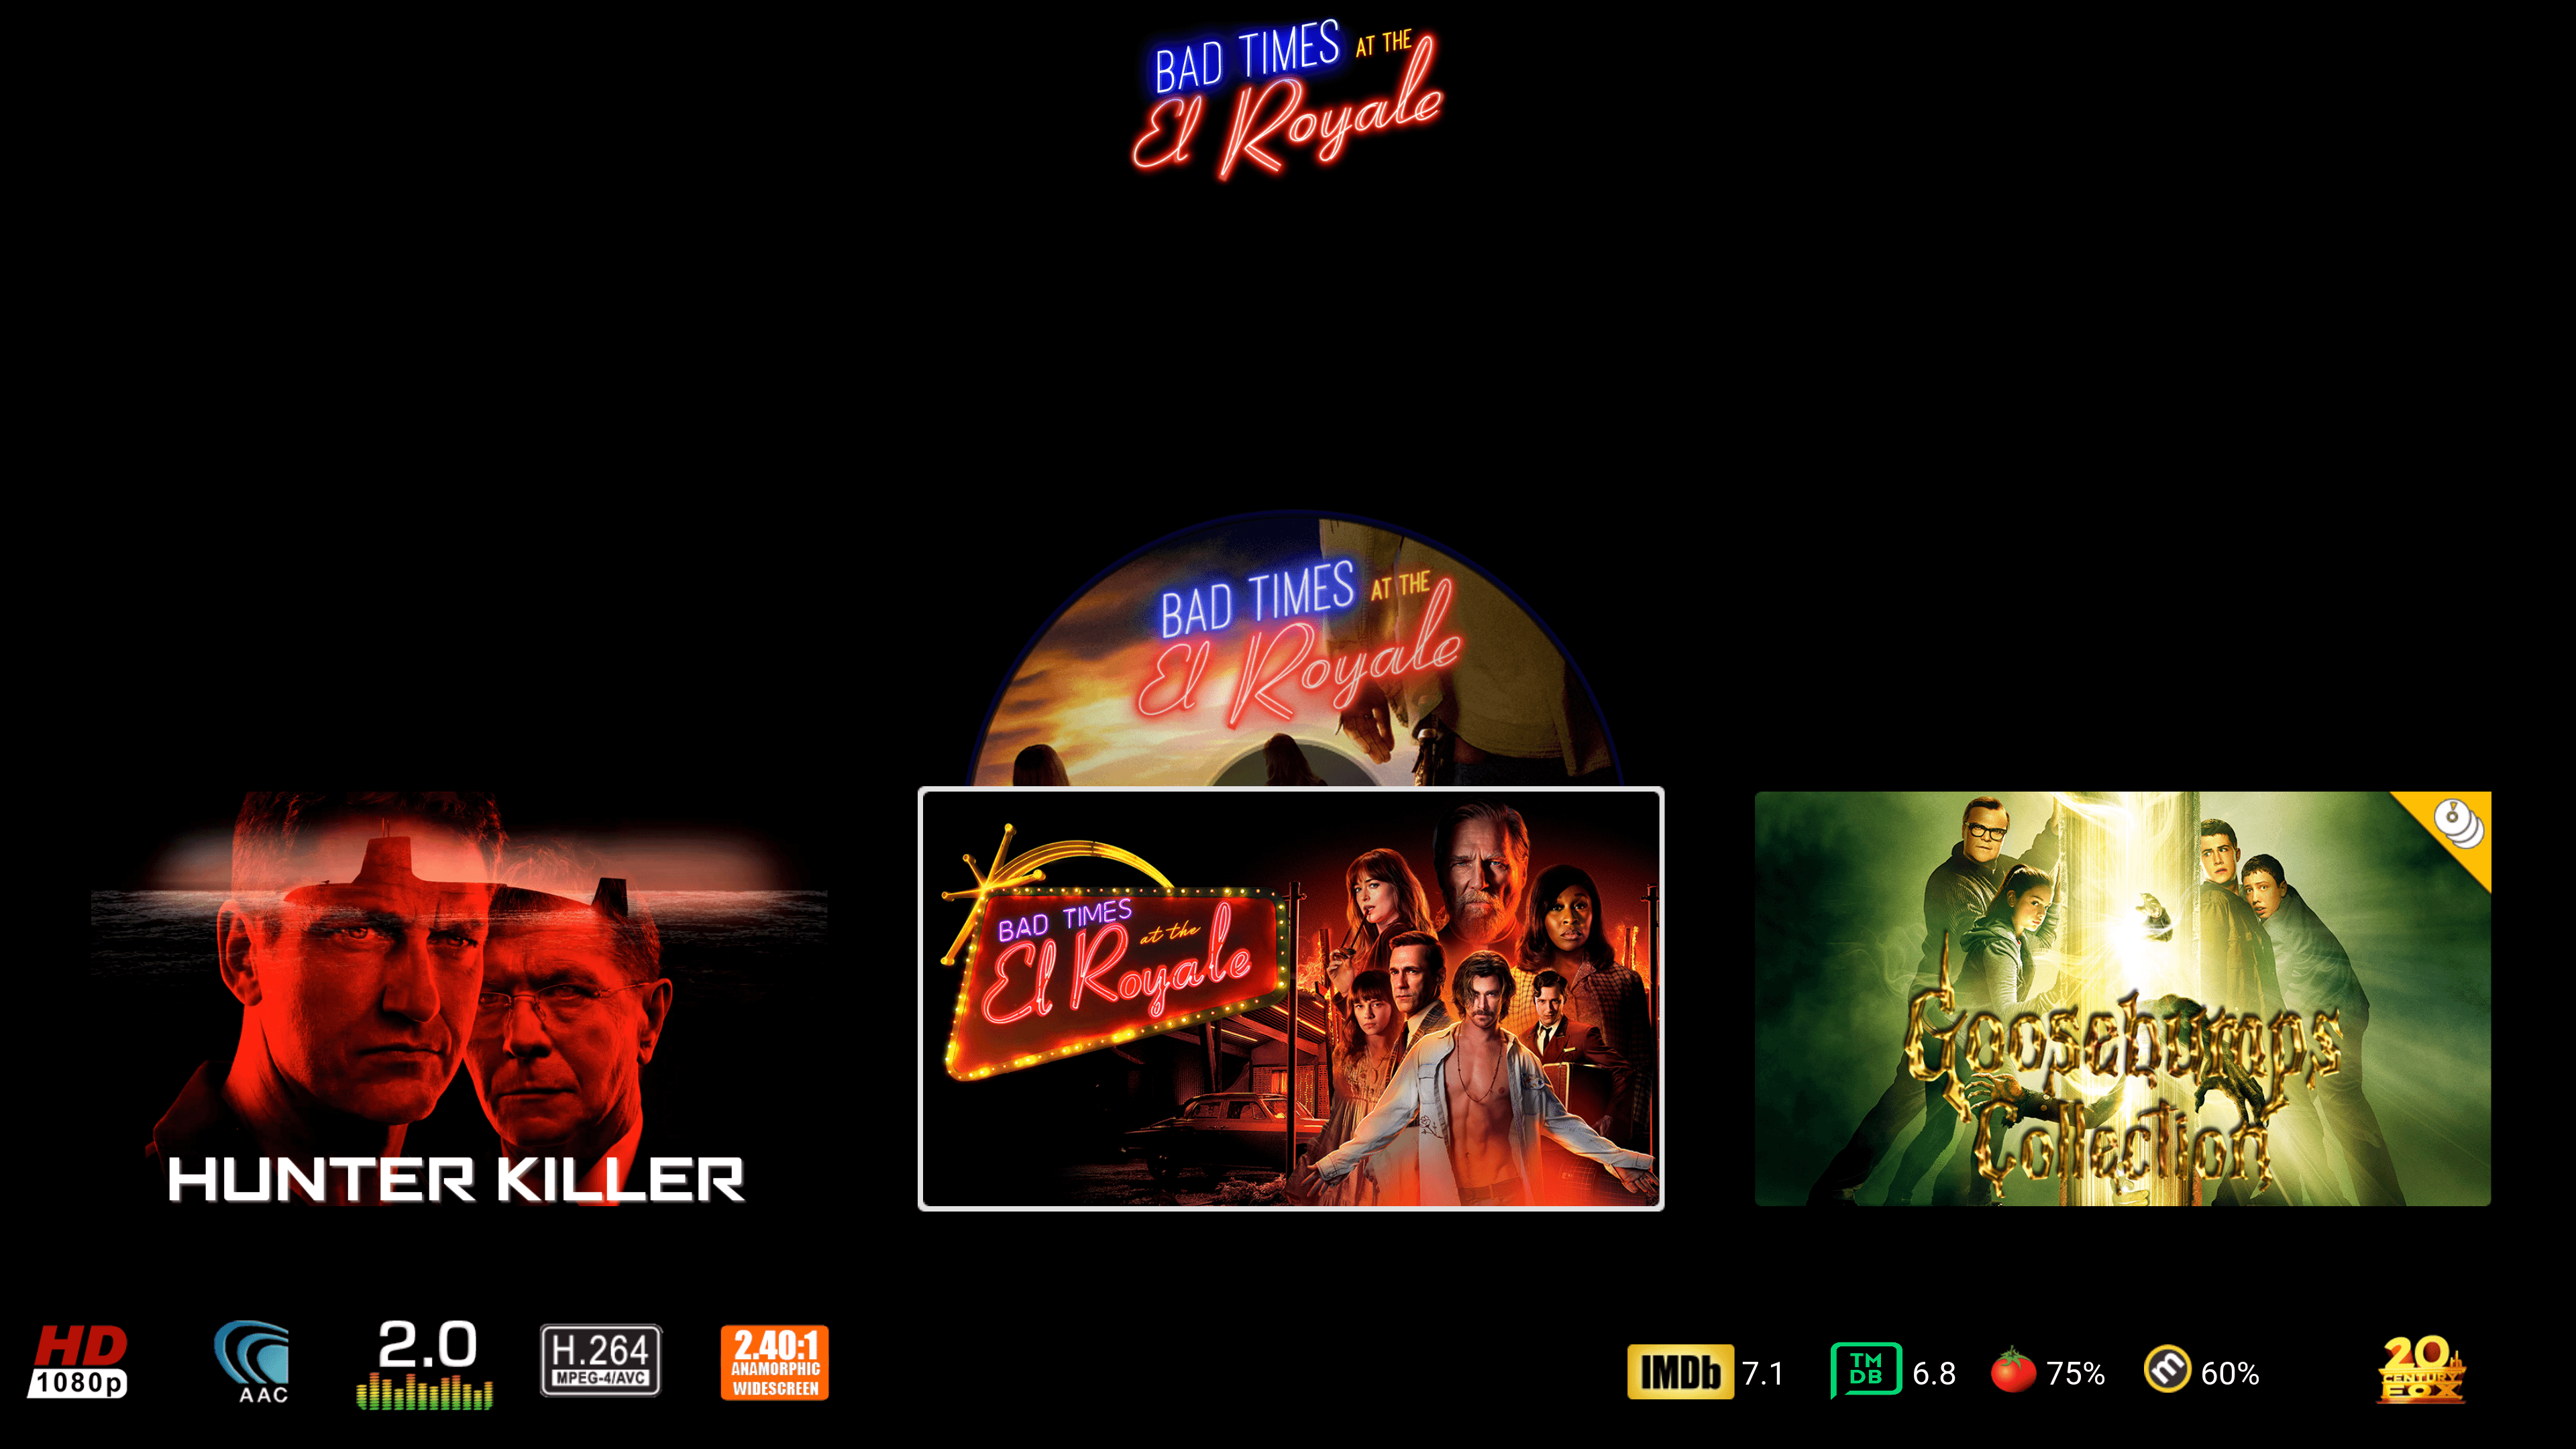 BAD TIMES AT THE
El Royale
BAD TIMES AT THE
El Royale
HUNTER KILLER
BAD TIMES
at the
El Royale
Goosebumps
Collection
HD
1080p
AAC
2.0
H.264
MPEG-4/AVC
2.40:1
ANAMORPHIC
WIDESCREEN
IMDb 7.1
TM
DB
6.8
75%
m 60%
20th
CENTURY
FOX